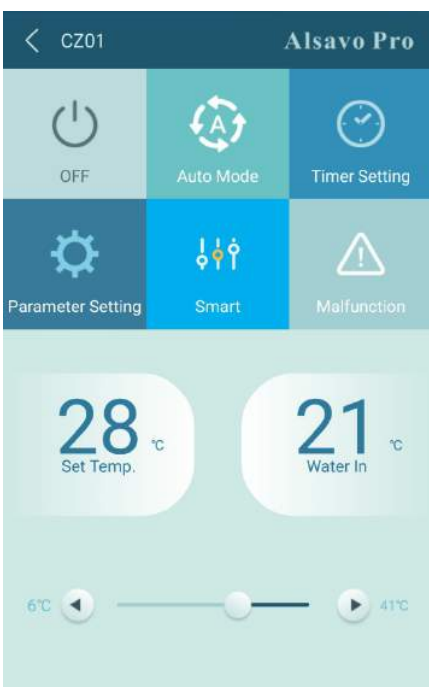 CZ01
Alsavo Pro
OFF
A
Auto Mode
Timer Setting
Parameter Setting
Smart
Malfunction
28 ℃
Set Temp.
21 ℃
Water In
6℃
41℃